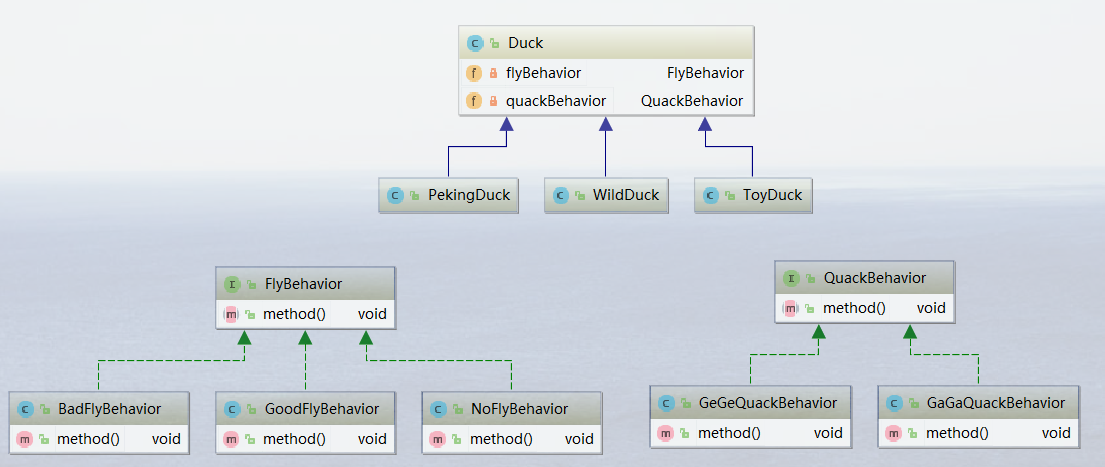 Duck
flyBehavior FlyBehavior
quackBehavior QuackBehavior
PekingDuck WildDuck ToyDuck
FlyBehavior
method() void
QuackBehavior
method() void
BadFlyBehavior
method() void
GoodFlyBehavior
method() void
NoFlyBehavior
method() void
GeGeQuackBehavior
method() void
GaGaQuackBehavior
method() void